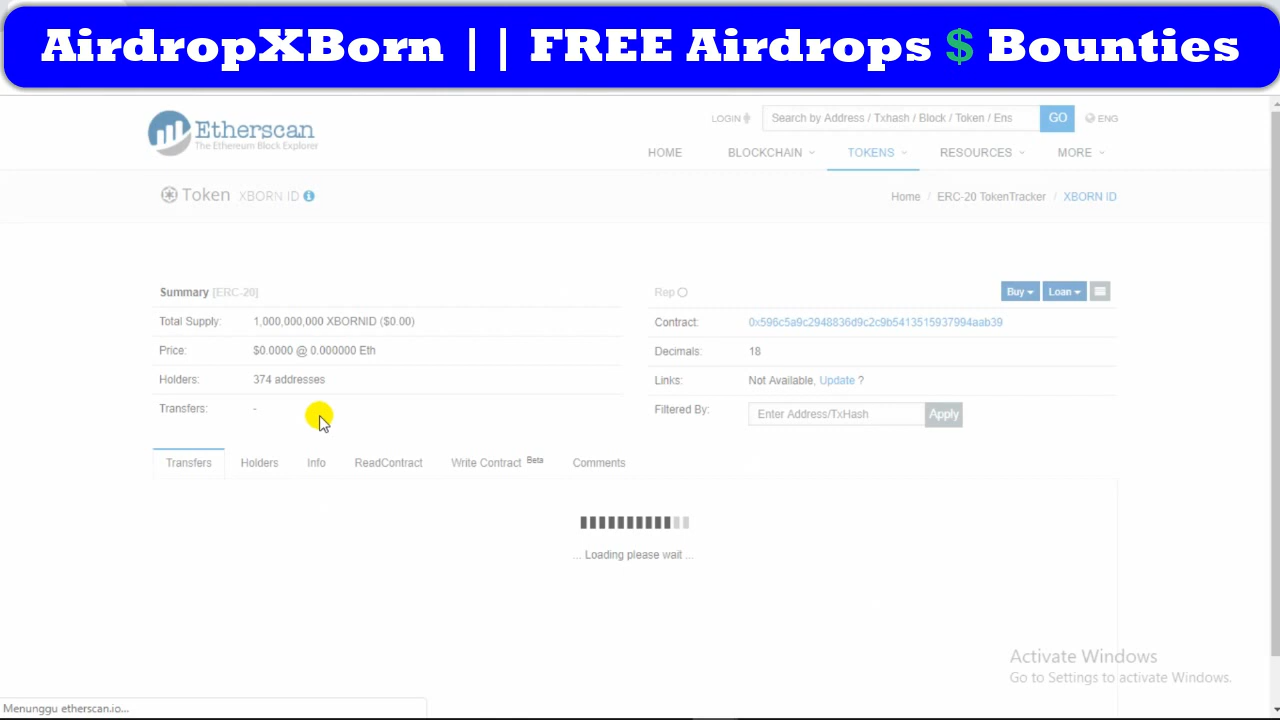 AirdropXBorn || FREE Airdrops $ Bounties
Etherscan
The Ethereum Block Explorer
LOGIN
Search by Address / Txhash / Block / Token / Ens
GO
ENG
HOME BLOCKCHAIN TOKENS RESOURCES MORE
Token XBORN ID
Home / ERC-20 TokenTracker / XBORN ID
Summary [ERC-20]
Total Supply: 1,000,000,000 XBORNID ($0.00)
Price: $0.0000 @ 0.000000 Eth
Holders: 374 addresses
Transfers: -
Rep
Buy Loan
Contract: 0x596c5a9c2948836d9c2c9b5413515937994aab39
Decimals: 18
Links: Not Available, Update ?
Filtered By: Enter Address/TxHash Apply
Transfers Holders Info ReadContract Write Contract Beta Comments
... Loading please wait ...
Activate Windows
Go to Settings to activate Windows.
Menunggu etherscan.io...